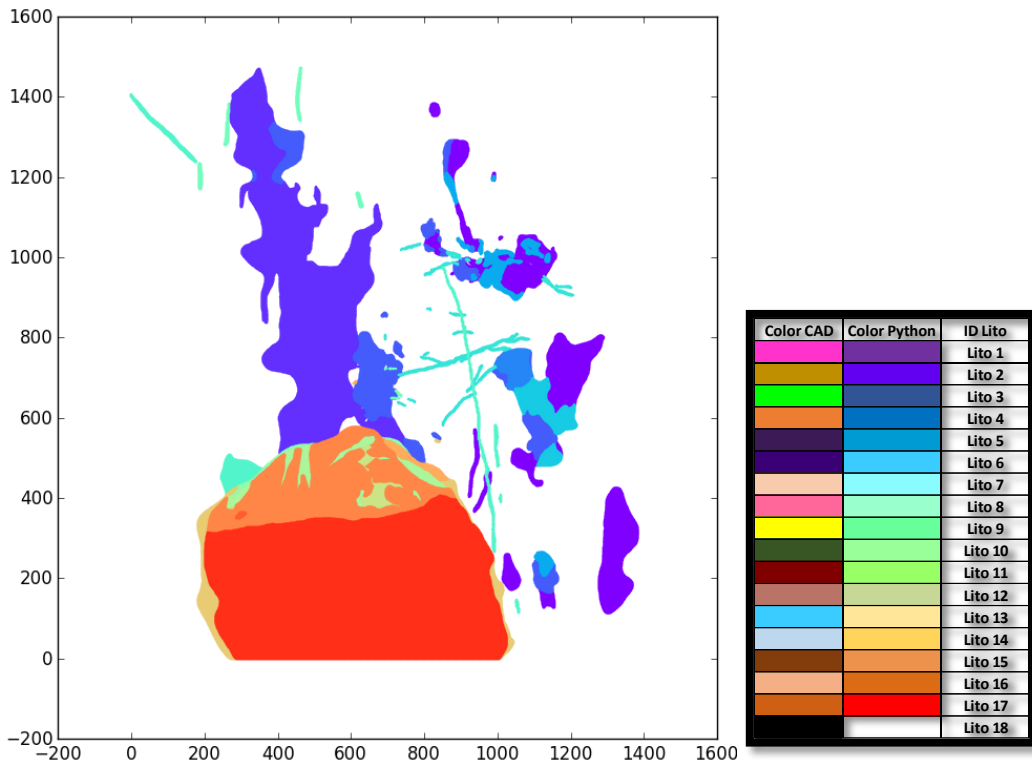 1600
1400
1200
1000
800
600
400
200
0
−200
−200 0 200 400 600 800 1000 1200 1400 1600
Color CAD Color Python ID Lito
Lito 1
Lito 2
Lito 3
Lito 4
Lito 5
Lito 6
Lito 7
Lito 8
Lito 9
Lito 10
Lito 11
Lito 12
Lito 13
Lito 14
Lito 15
Lito 16
Lito 17
Lito 18